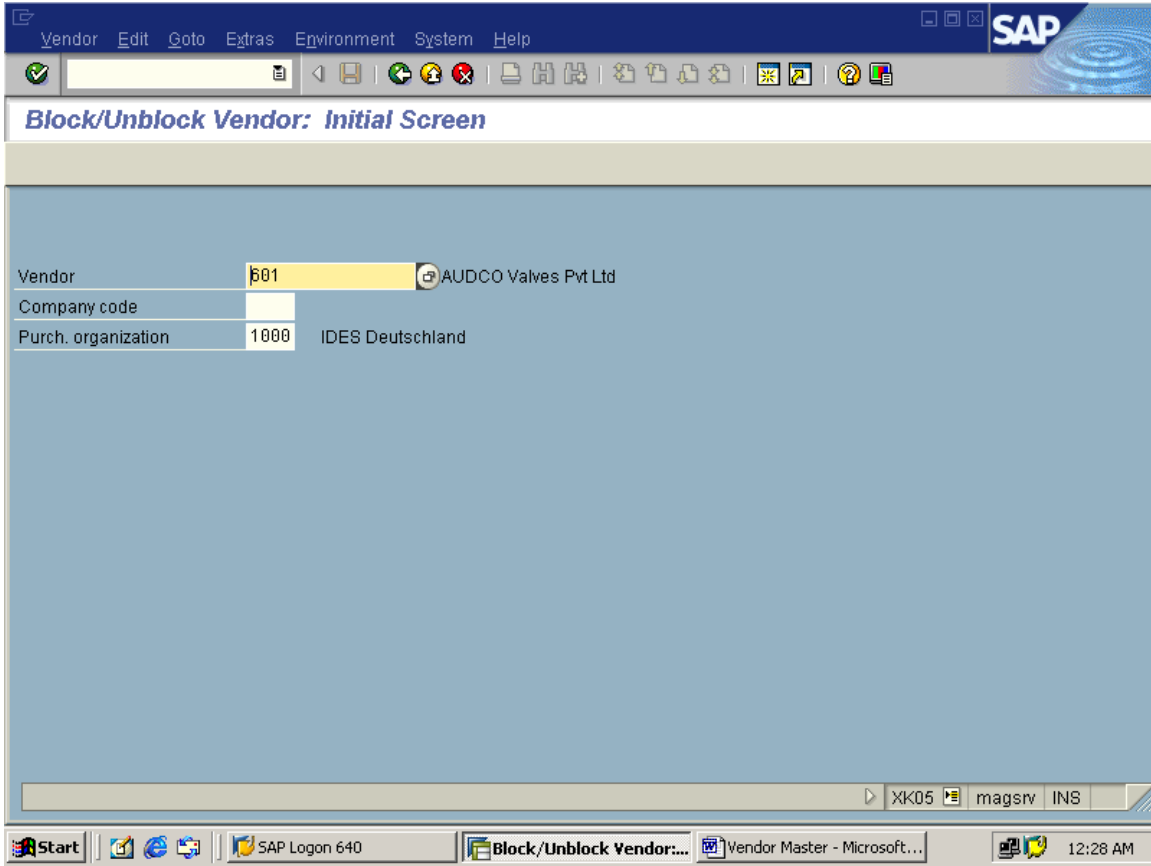 Vendor Edit Goto Extras Environment System Help
SAP
Block/Unblock Vendor: Initial Screen
Vendor 601 AUDCO Valves Pvt Ltd
Company code
Purch. organization 1000 IDES Deutschland
XK05 magsrv INS
Start SAP Logon 640 Block/Unblock Vendor:... Vendor Master - Microsoft... 12:28 AM